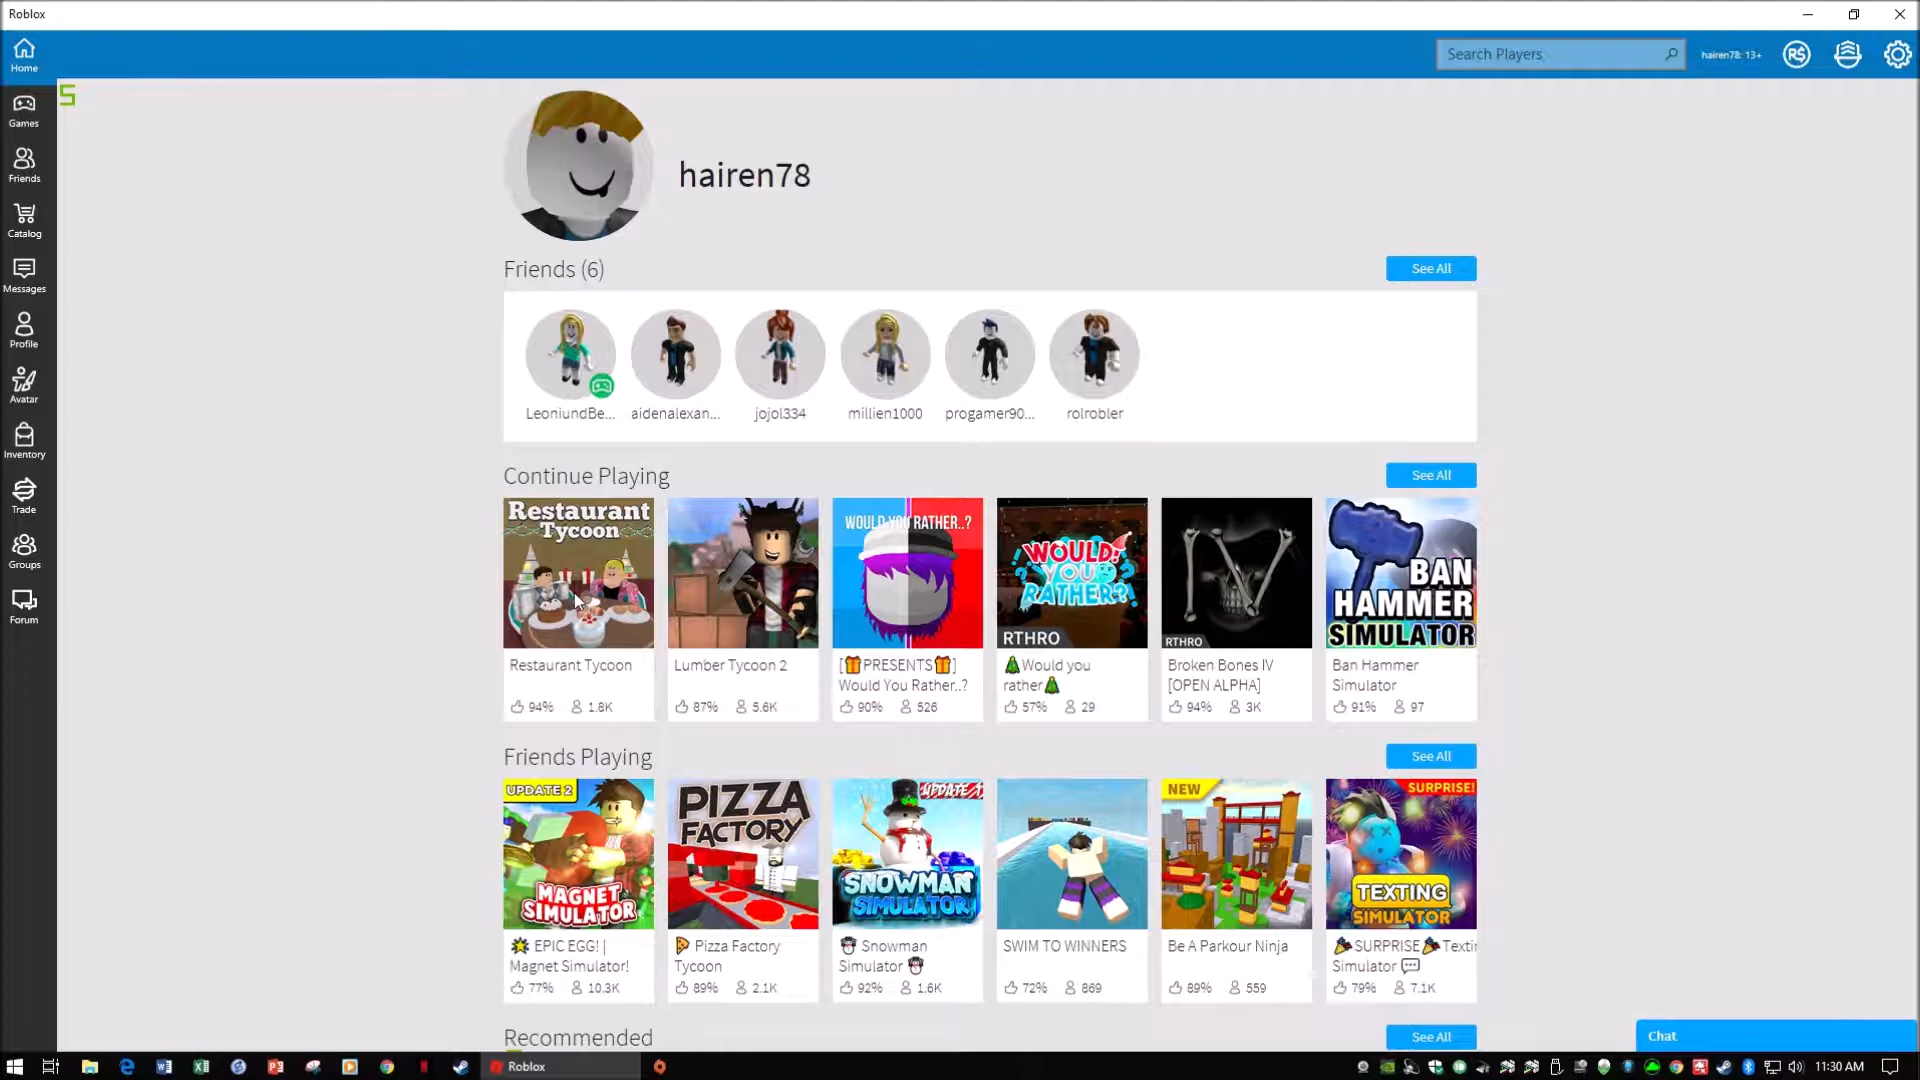 Roblox
Home
Search Players
hairen78: 13+
R$
5
Games
Friends
Catalog
Messages
Profile
Avatar
Inventory
Trade
Groups
Forum
hairen78
Friends (6)
See All
LeoniundBe...
aidenalexan...
jojol334
millien1000
progamer90...
rolrobler
Continue Playing
See All
Restaurant
Tycoon
WOULD YOU RATHER..?
WOULD
YOU
RATHER?
RTHRO
RTHRO
BAN
HAMMER
SIMULATOR
Restaurant Tycoon
94% 1.8K
Lumber Tycoon 2
87% 5.6K
[🎁PRESENTS🎁]
Would You Rather..?
90% 526
🎄Would you
rather🎄
57% 29
Broken Bones IV
[OPEN ALPHA]
94% 3K
Ban Hammer
Simulator
91% 97
Friends Playing
See All
UPDATE 2
MAGNET
SIMULATOR
PIZZA
FACTORY
UPDATE 1
SNOWMAN
SIMULATOR
NEW
SURPRISE!
TEXTING
SIMULATOR
🌟 EPIC EGG! |
Magnet Simulator!
77% 10.3K
🍕 Pizza Factory
Tycoon
89% 2.1K
⛄ Snowman
Simulator ⛄
92% 1.6K
SWIM TO WINNERS
72% 869
Be A Parkour Ninja
89% 559
🎉SURPRISE🎉Texti
Simulator 💬
79% 7.1K
Recommended
See All
Chat
Roblox
11:30 AM